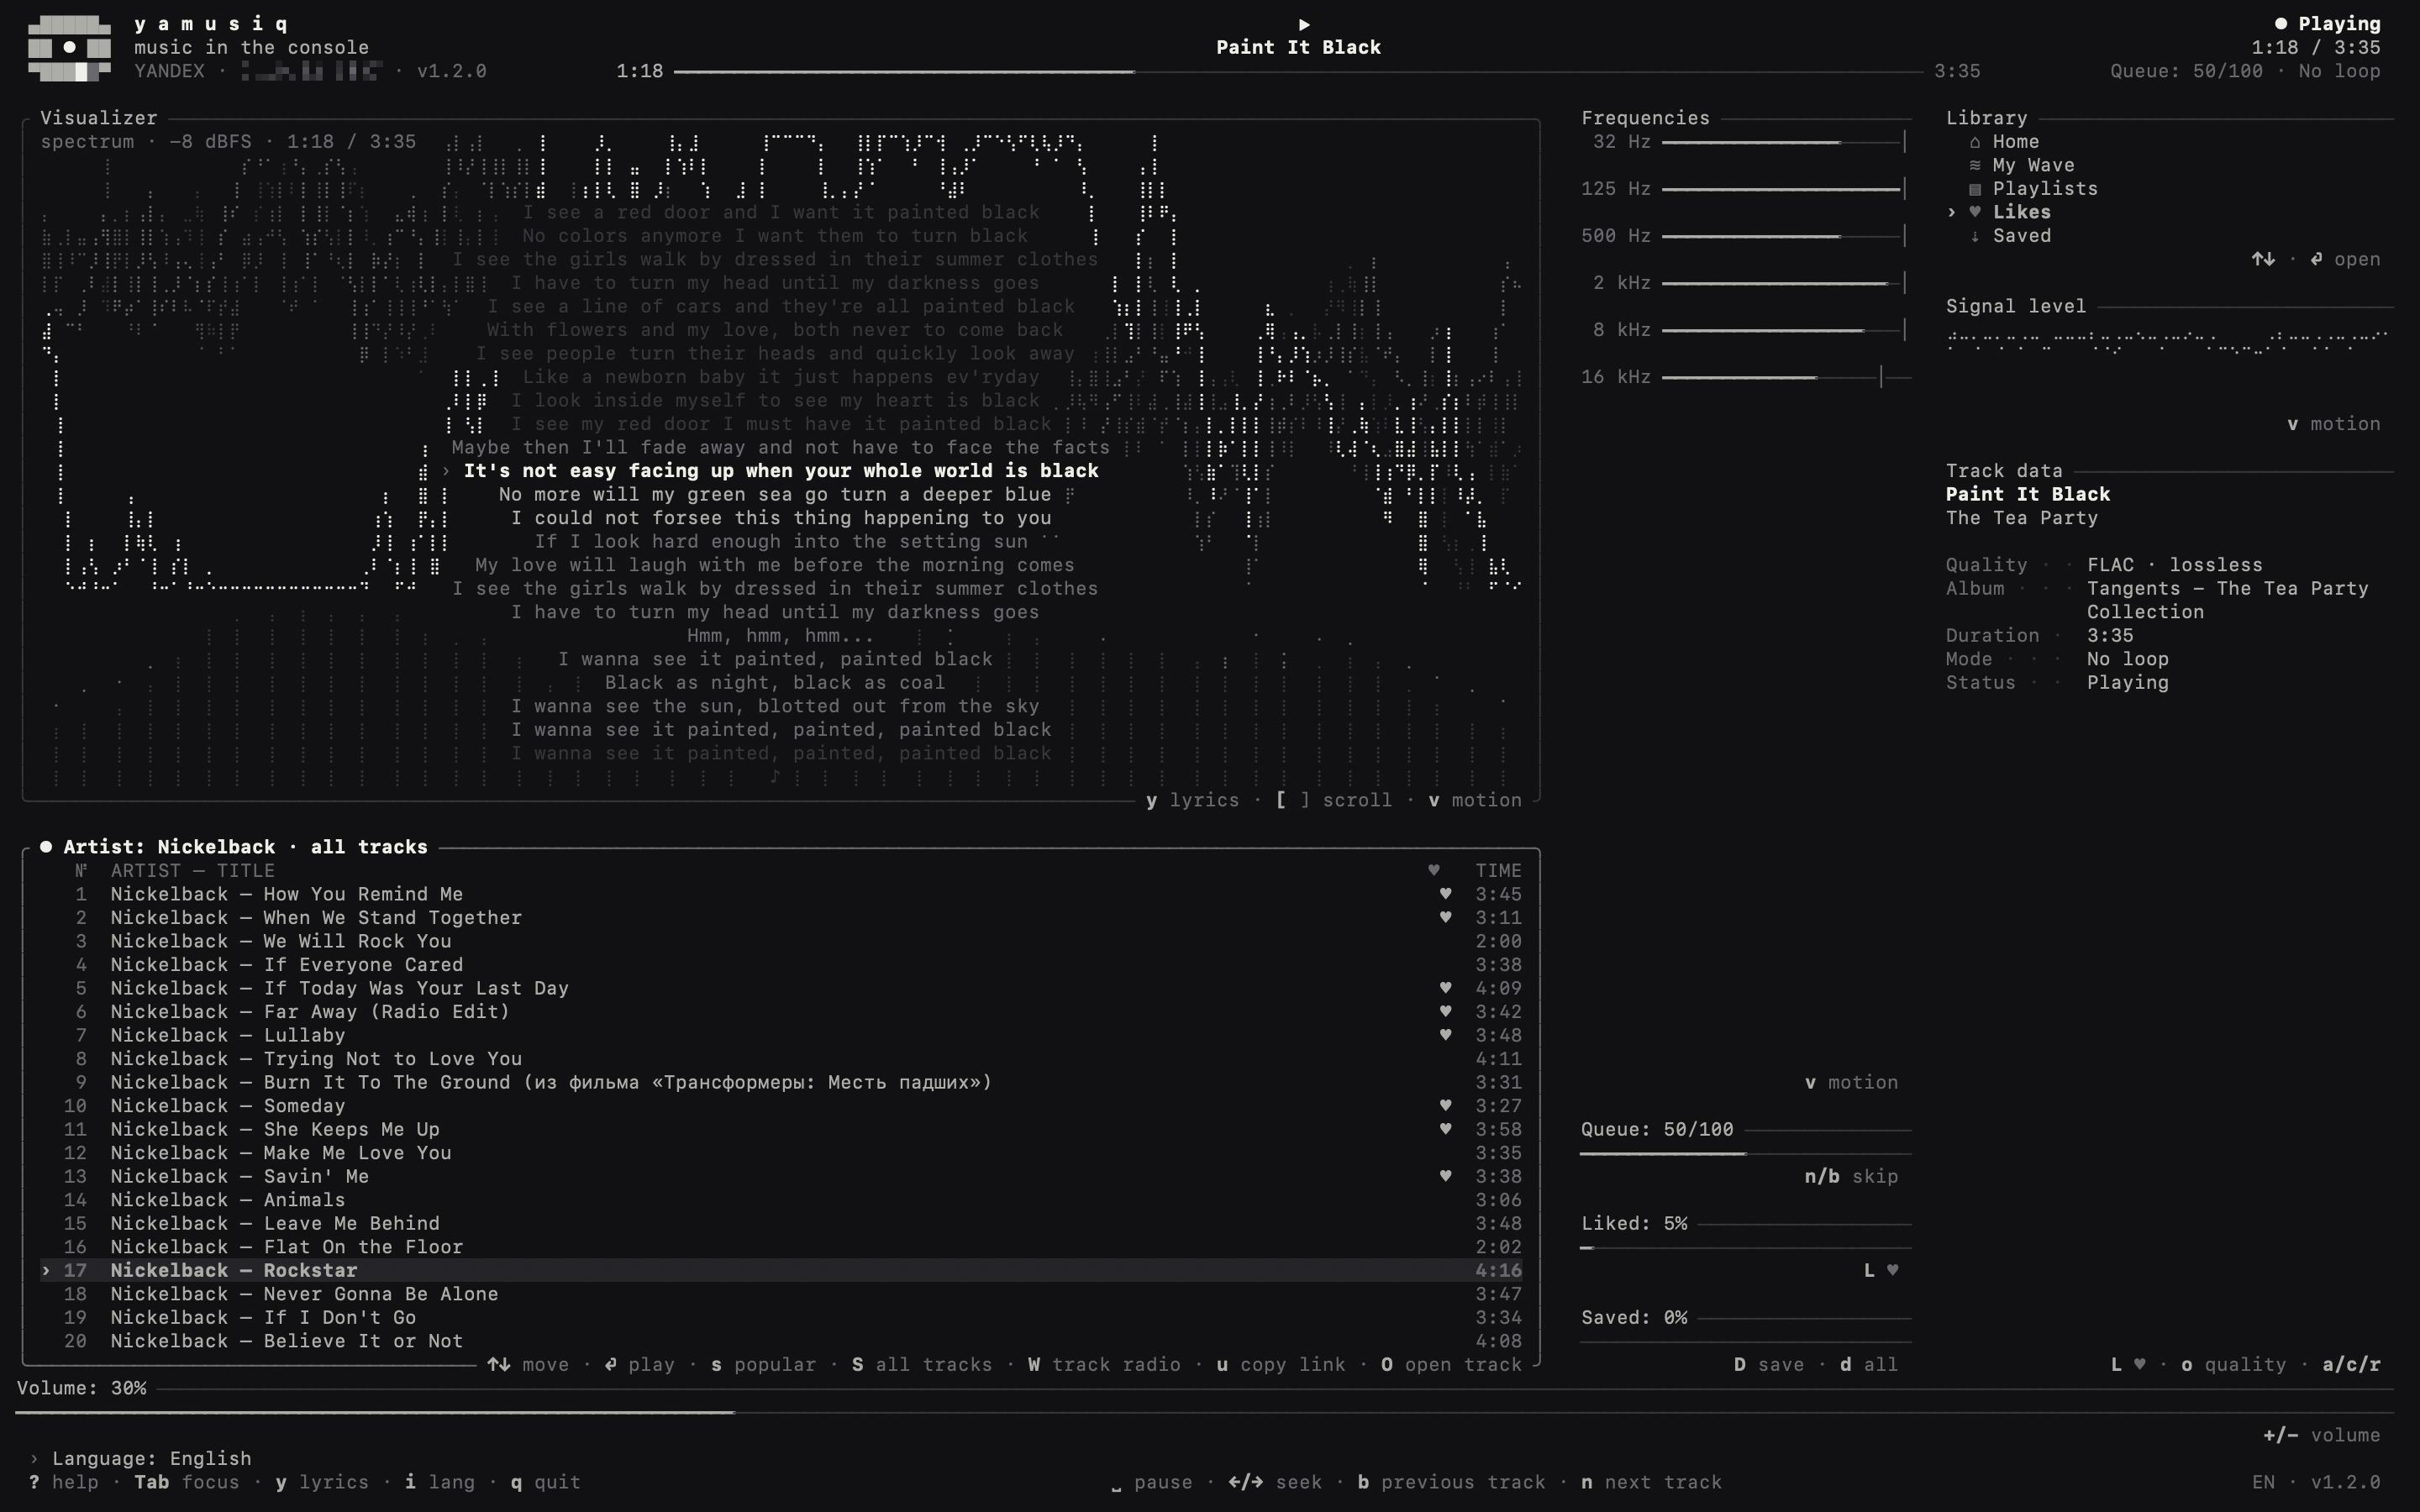 y a m u s i q
music in the console
YANDEX · · v1.2.0
▶
Paint It Black
1:18 3:35
● Playing
1:18 / 3:35
Queue: 50/100 · No loop
Visualizer
spectrum · −8 dBFS · 1:18 / 3:35
I see a red door and I want it painted black
No colors anymore I want them to turn black
I see the girls walk by dressed in their summer clothes
I have to turn my head until my darkness goes
I see a line of cars and they're all painted black
With flowers and my love, both never to come back
I see people turn their heads and quickly look away
Like a newborn baby it just happens ev'ryday
I look inside myself to see my heart is black
I see my red door I must have it painted black
Maybe then I'll fade away and not have to face the facts
› It's not easy facing up when your whole world is black
No more will my green sea go turn a deeper blue
I could not forsee this thing happening to you
If I look hard enough into the setting sun
My love will laugh with me before the morning comes
I see the girls walk by dressed in their summer clothes
I have to turn my head until my darkness goes
Hmm, hmm, hmm...
I wanna see it painted, painted black
Black as night, black as coal
I wanna see the sun, blotted out from the sky
I wanna see it painted, painted, painted black
I wanna see it painted, painted, painted black
♪
y lyrics · [ ] scroll · v motion
Frequencies
32 Hz
125 Hz
500 Hz
2 kHz
8 kHz
16 kHz
Library
⌂ Home
≋ My Wave
▤ Playlists
› ♥ Likes
↓ Saved
↑↓ · ⏎ open
Signal level
v motion
Track data
Paint It Black
The Tea Party
Quality · · FLAC · lossless
Album · · · Tangents — The Tea Party
Collection
Duration · 3:35
Mode · · · No loop
Status · · Playing
● Artist: Nickelback · all tracks
№ ARTIST — TITLE ♥ TIME
1 Nickelback — How You Remind Me ♥ 3:45
2 Nickelback — When We Stand Together ♥ 3:11
3 Nickelback — We Will Rock You 2:00
4 Nickelback — If Everyone Cared 3:38
5 Nickelback — If Today Was Your Last Day ♥ 4:09
6 Nickelback — Far Away (Radio Edit) ♥ 3:42
7 Nickelback — Lullaby ♥ 3:48
8 Nickelback — Trying Not to Love You 4:11
9 Nickelback — Burn It To The Ground (из фильма «Трансформеры: Месть падших») 3:31
10 Nickelback — Someday ♥ 3:27
11 Nickelback — She Keeps Me Up ♥ 3:58
12 Nickelback — Make Me Love You 3:35
13 Nickelback — Savin' Me ♥ 3:38
14 Nickelback — Animals 3:06
15 Nickelback — Leave Me Behind 3:48
16 Nickelback — Flat On the Floor 2:02
› 17 Nickelback — Rockstar 4:16
18 Nickelback — Never Gonna Be Alone 3:47
19 Nickelback — If I Don't Go 3:34
20 Nickelback — Believe It or Not 4:08
↑↓ move · ⏎ play · s popular · S all tracks · W track radio · u copy link · O open track
v motion
Queue: 50/100
n/b skip
Liked: 5%
L ♥
Saved: 0%
D save · d all
L ♥ · o quality · a/c/r
Volume: 30%
+/− volume
› Language: English
? help · Tab focus · y lyrics · i lang · q quit
␣ pause · ←/→ seek · b previous track · n next track
EN · v1.2.0